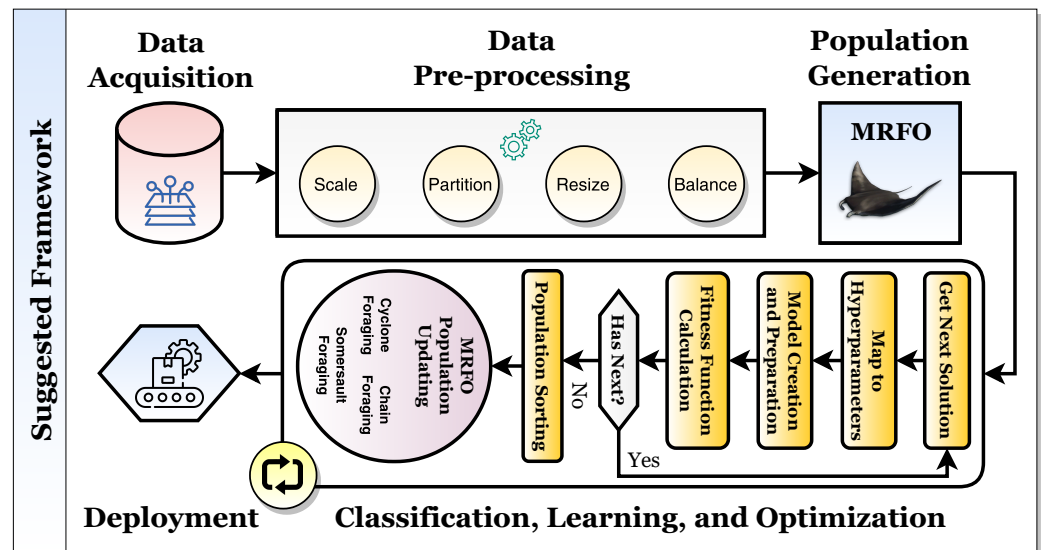 Suggested Framework
Data
Acquisition
Data
Pre-processing
Population
Generation
Scale
Partition
Resize
Balance
MRFO
Get Next Solution
Map to
Hyperparameters
Model Creation
and Preparation
Fitness Function
Calculation
Has Next?
Yes
No
Population Sorting
MRFO
Population
Updating
Cyclone
Foraging
Chain
Foraging
Somersault
Foraging
Deployment
Classification, Learning, and Optimization